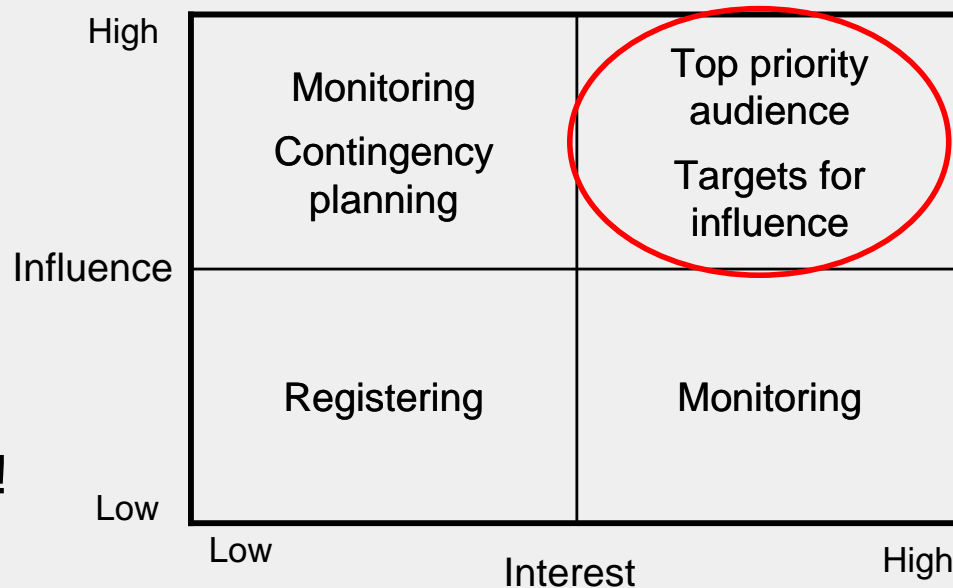 High
Monitoring
Contingency
planning
Top priority
audience
Targets for
influence
Influence
Registering
Monitoring
!
Low
Low
Interest
High